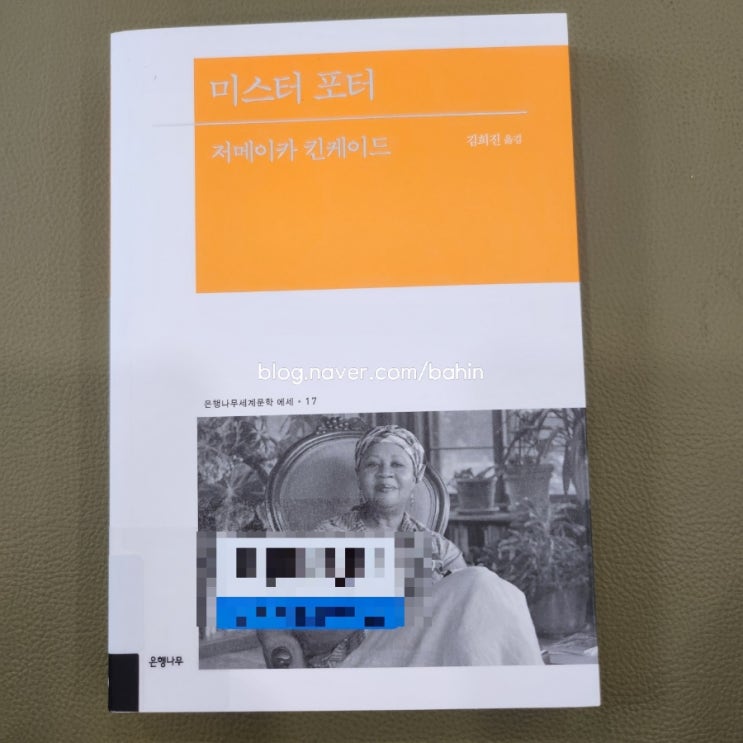 미스터 포터
저메이카 킨케이드
김희진 옮김
blog.naver.com/bahin
은행나무세계문학 에세 • 17
은행나무